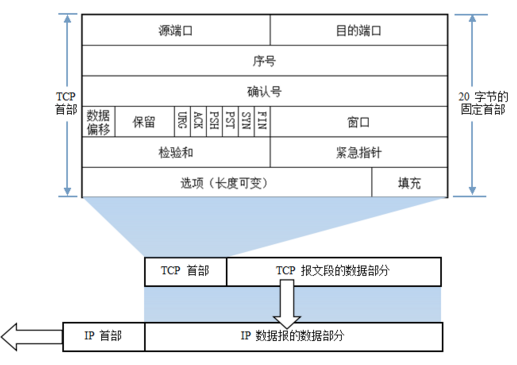 源端口 目的端口
序号
TCP
首部
确认号
20 字节的
固定首部
数据
偏移 保留 URG ACK PSH PST SYN FIN 窗口
检验和 紧急指针
选项（长度可变） 填充
TCP 首部 TCP 报文段的数据部分
IP 首部 IP 数据报的数据部分